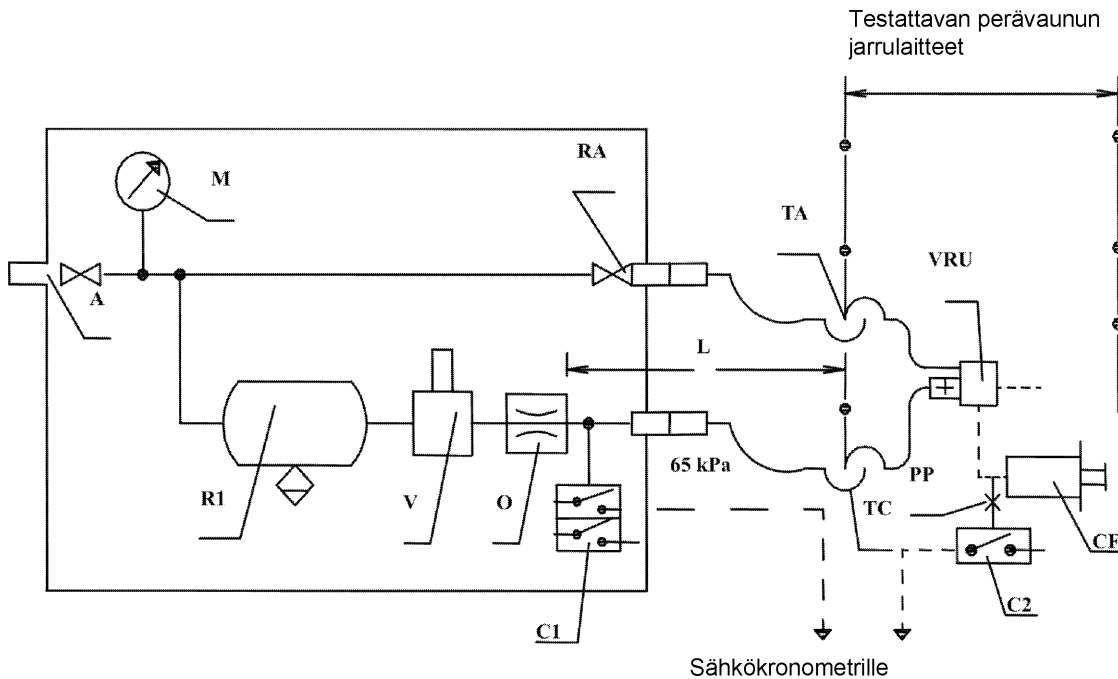 Testattavan perävaunun
jarrulaitteet
M
RA
TA
VRU
A
L
R1
V
O
65 kPa
PP
TC
CF
C1
C2
Sähkökronometrille